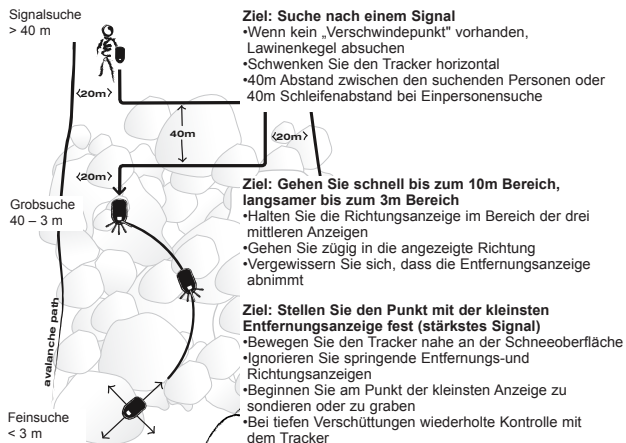 Signalsuche
> 40 m
‹20m›
40m
‹20m›
‹20m›
Grobsuche
40 – 3 m
avalanche path
Feinsuche
< 3 m
Ziel: Suche nach einem Signal
•Wenn kein „Verschwindepunkt" vorhanden,
Lawinenkegel absuchen
•Schwenken Sie den Tracker horizontal
•40m Abstand zwischen den suchenden Personen oder
40m Schleifenabstand bei Einpersonensuche
Ziel: Gehen Sie schnell bis zum 10m Bereich,
langsamer bis zum 3m Bereich
•Halten Sie die Richtungsanzeige im Bereich der drei
mittleren Anzeigen
•Gehen Sie zügig in die angezeigte Richtung
•Vergewissern Sie sich, dass die Entfernungsanzeige
abnimmt
Ziel: Stellen Sie den Punkt mit der kleinsten
Entfernungsanzeige fest (stärkstes Signal)
•Bewegen Sie den Tracker nahe an der Schneeoberfläche
•Ignorieren Sie springende Entfernungs-und
Richtungsanzeigen
•Beginnen Sie am Punkt der kleinsten Anzeige zu
sondieren oder zu graben
•Bei tiefen Verschüttungen wiederholte Kontrolle mit
dem Tracker